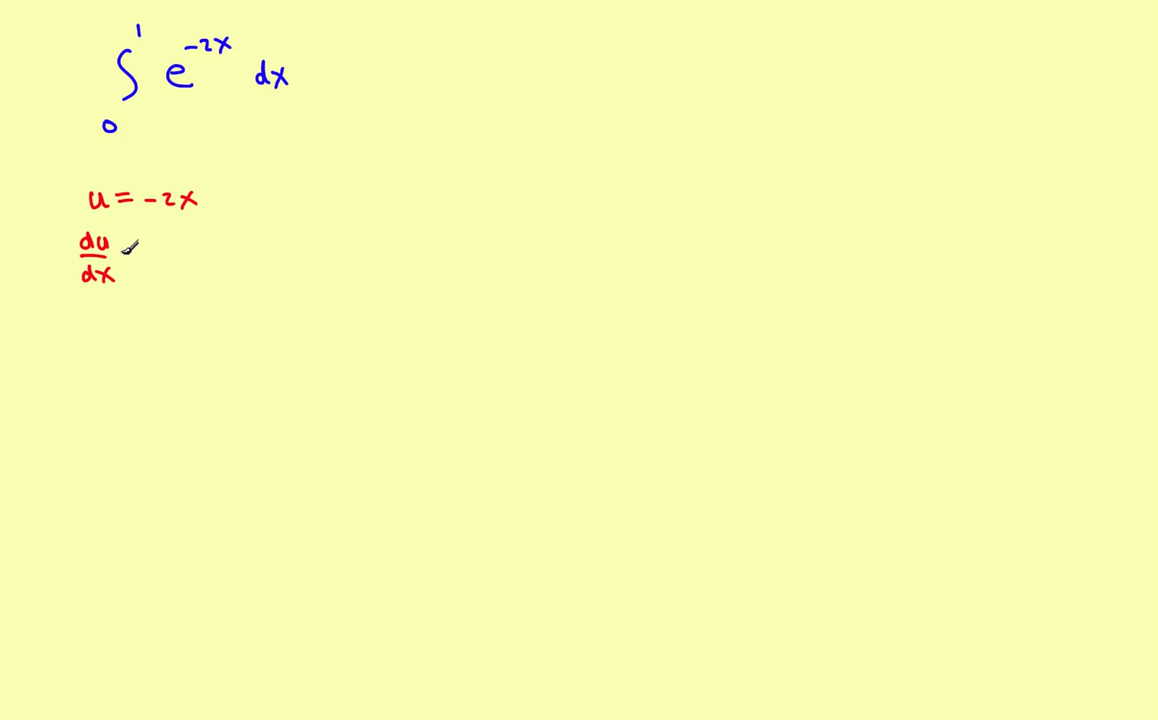 ∫₀¹ e^(-2x) dx
u = -2x
du/dx